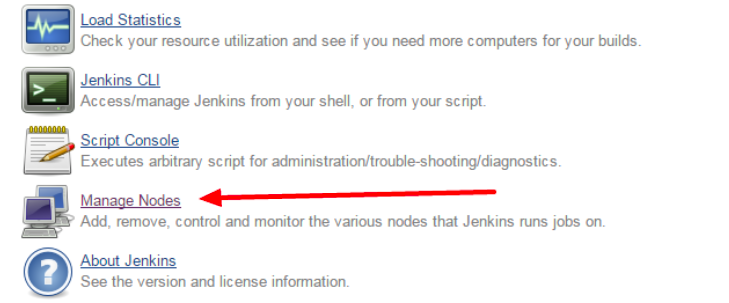 Load Statistics
Check your resource utilization and see if you need more computers for your builds.
Jenkins CLI
Access/manage Jenkins from your shell, or from your script.
Script Console
Executes arbitrary script for administration/trouble-shooting/diagnostics.
Manage Nodes
Add, remove, control and monitor the various nodes that Jenkins runs jobs on.
About Jenkins
See the version and license information.